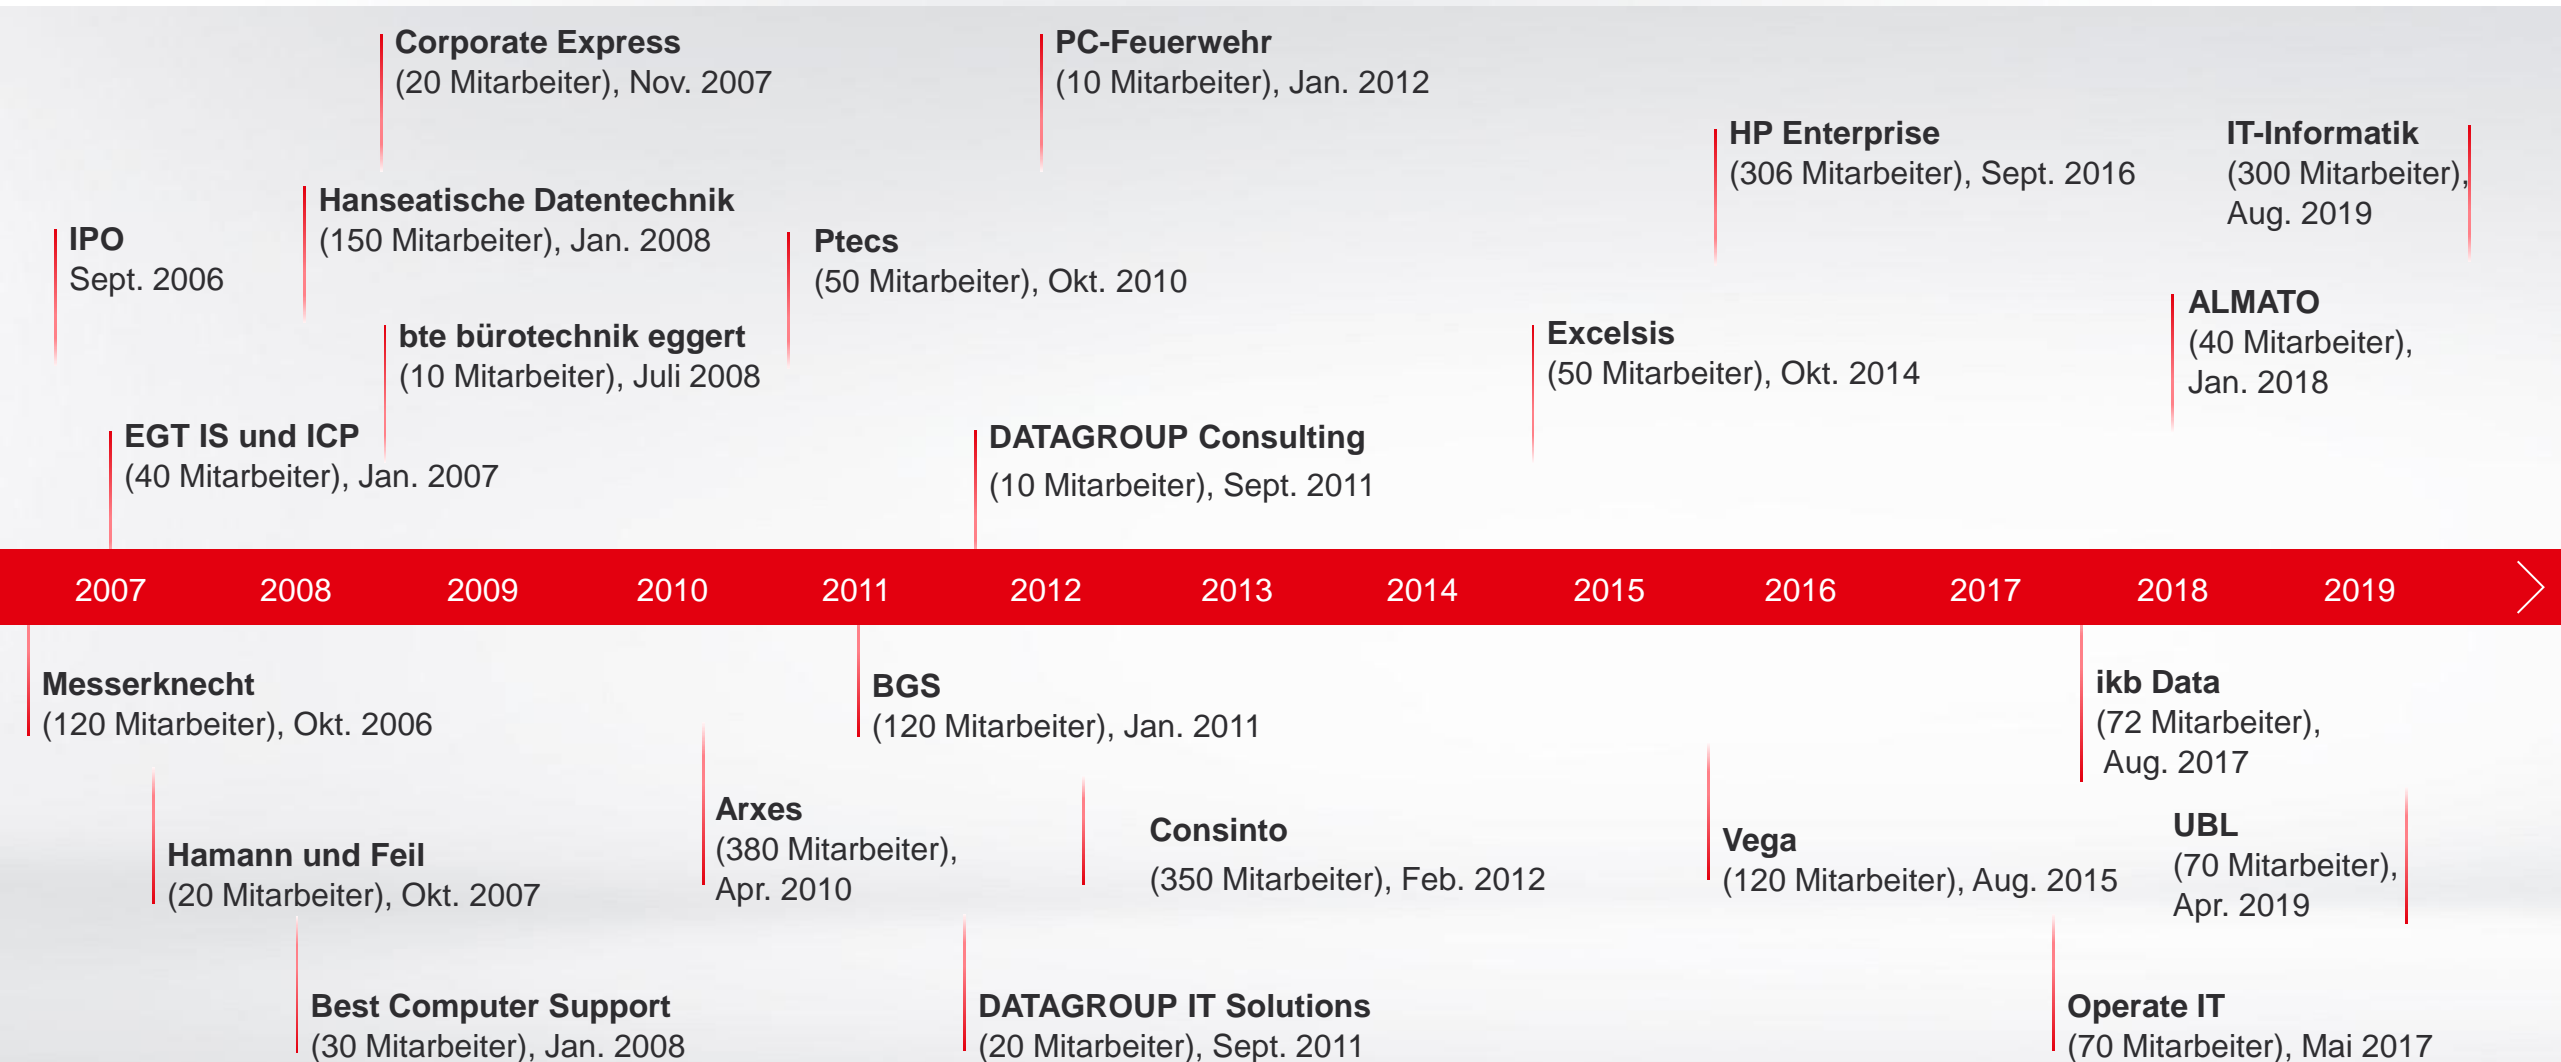 Corporate Express
(20 Mitarbeiter), Nov. 2007
PC-Feuerwehr
(10 Mitarbeiter), Jan. 2012
HP Enterprise
(306 Mitarbeiter), Sept. 2016
IT-Informatik
(300 Mitarbeiter),
Aug. 2019
Hanseatische Datentechnik
(150 Mitarbeiter), Jan. 2008
IPO
Sept. 2006
Ptecs
(50 Mitarbeiter), Okt. 2010
ALMATO
(40 Mitarbeiter),
Jan. 2018
bte bürotechnik eggert
(10 Mitarbeiter), Juli 2008
Excelsis
(50 Mitarbeiter), Okt. 2014
EGT IS und ICP
(40 Mitarbeiter), Jan. 2007
DATAGROUP Consulting
(10 Mitarbeiter), Sept. 2011
2007 2008 2009 2010 2011 2012 2013 2014 2015 2016 2017 2018 2019
Messerknecht
(120 Mitarbeiter), Okt. 2006
BGS
(120 Mitarbeiter), Jan. 2011
ikb Data
(72 Mitarbeiter),
Aug. 2017
Arxes
(380 Mitarbeiter),
Apr. 2010
Consinto
(350 Mitarbeiter), Feb. 2012
Vega
(120 Mitarbeiter), Aug. 2015
UBL
(70 Mitarbeiter),
Apr. 2019
Hamann und Feil
(20 Mitarbeiter), Okt. 2007
Best Computer Support
(30 Mitarbeiter), Jan. 2008
DATAGROUP IT Solutions
(20 Mitarbeiter), Sept. 2011
Operate IT
(70 Mitarbeiter), Mai 2017